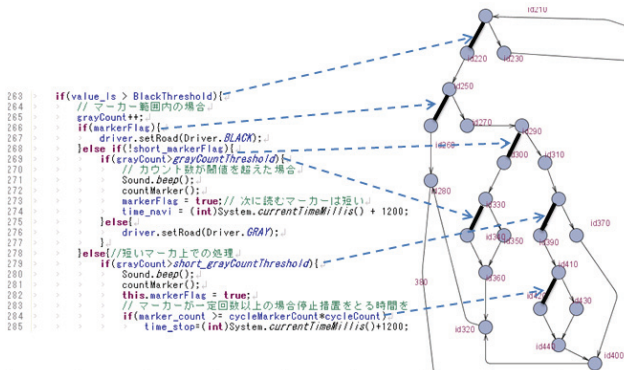 263 if(value_ls > BlackThreshold){
264 // マーカー範囲内の場合
265 grayCount++;
266 if(markerFlag){
267 driver.setRoad(Driver.BLACK);
268 }else if(!short_markerFlag){
269 if(grayCount>grayCountThreshold){
270 // カウント数が閾値を超えた場合
271 Sound.beep();
272 countMarker();
273 markerFlag = true;// 次に読むマーカーは短い
274 time_navi = (int)System.currentTimeMillis() + 1200;
275 }else{
276 driver.setRoad(Driver.GRAY);
277 }
278 }else{//短いマーカ上での処理
279 if(grayCount>short_grayCountThreshold){
280 Sound.beep();
281 countMarker();
282 this.markerFlag = true;
283 // マーカーが一定回数以上の場合停止措置をとる時間を
284 if(marker_count >= cycleMarkerCount*cycleCount)
285 time_stop=(int)System.currentTimeMillis()+1200;
id210
id220
id230
id250
id260
id270
id290
id280
id300
id310
id330
id370
id340
id350
id390
id360
id410
380
id420
id430
id320
id440
id400